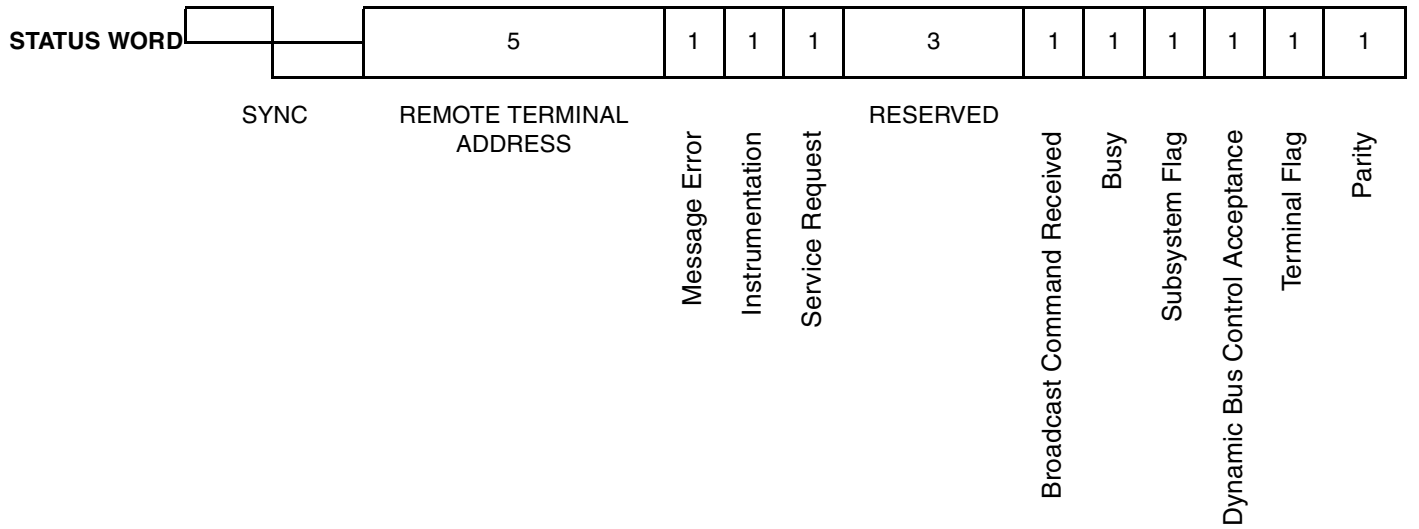 STATUS WORD 5 1 1 1 3 1 1 1 1 1 1
SYNC
REMOTE TERMINAL
ADDRESS
RESERVED
Message Error
Instrumentation
Service Request
Broadcast Command Received
Busy
Subsystem Flag
Dynamic Bus Control Acceptance
Terminal Flag
Parity